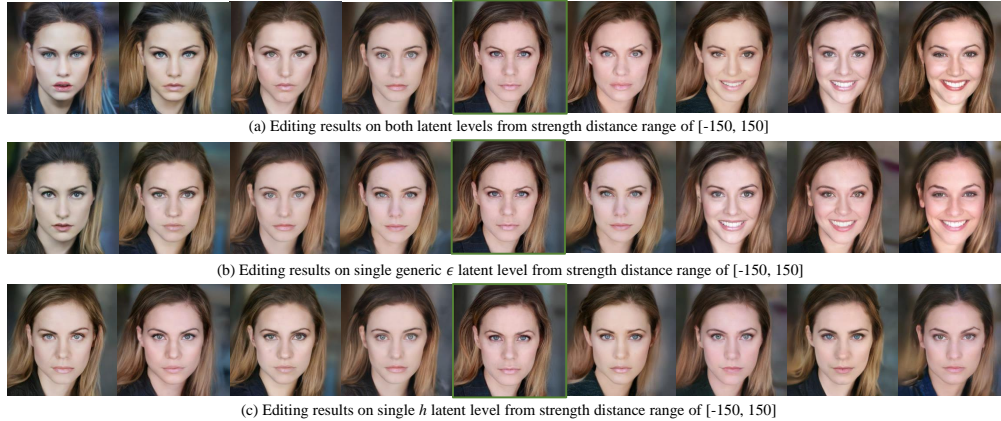 (a) Editing results on both latent levels from strength distance range of [-150, 150]
(b) Editing results on single generic ϵ latent level from strength distance range of [-150, 150]
(c) Editing results on single h latent level from strength distance range of [-150, 150]